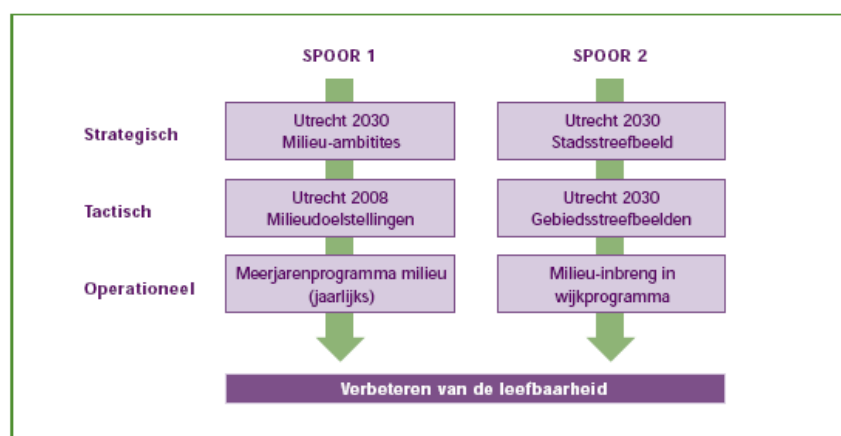 SPOOR 1
SPOOR 2
Strategisch
Utrecht 2030
Milieu-ambitites
Utrecht 2030
Stadsstreefbeeld
Tactisch
Utrecht 2008
Milieudoelstellingen
Utrecht 2030
Gebiedsstreefbeelden
Operationeel
Meerjarenprogramma milieu
(jaarlijks)
Milieu-inbreng in
wijkprogramma
Verbeteren van de leefbaarheid